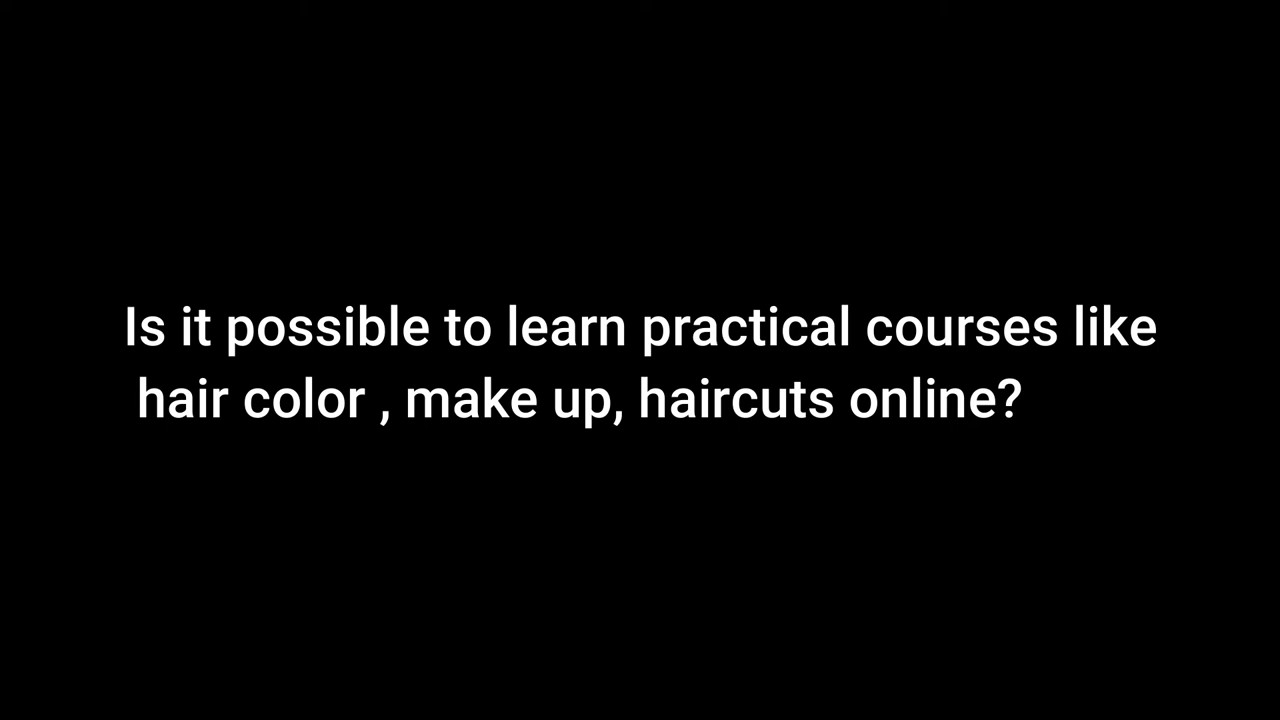 Is it possible to learn practical courses like
hair color , make up, haircuts online?